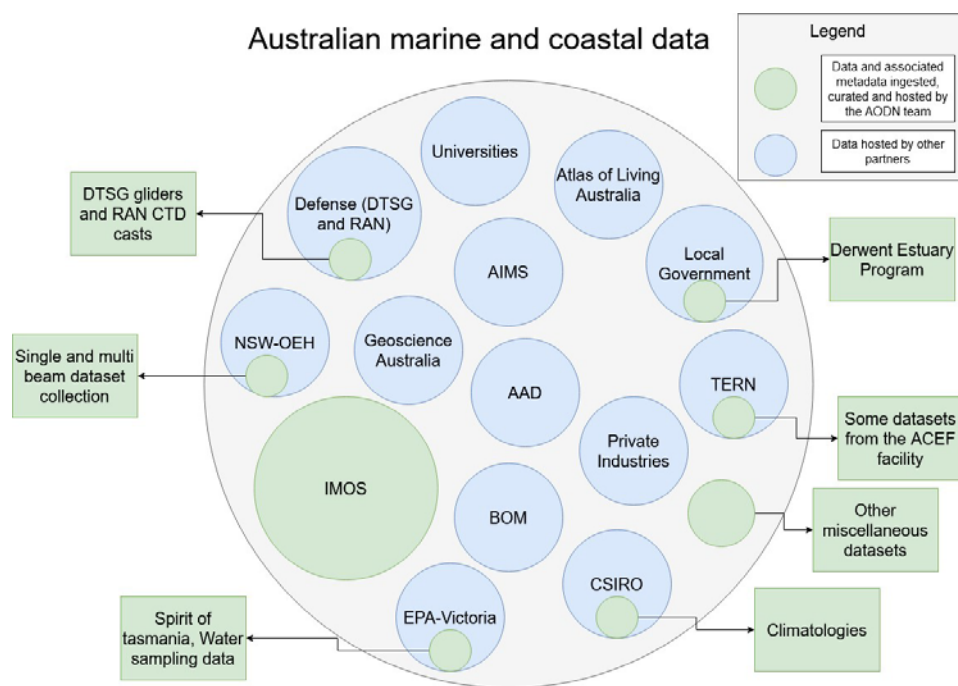 Australian marine and coastal data
Legend
Data and associated
metadata ingested,
curated and hosted by
the AODN team
Data hosted by other
partners
Universities
Atlas of Living
Australia
Defense (DTSG
and RAN)
DTSG gliders
and RAN CTD
casts
AIMS
Local
Government
Derwent Estuary
Program
NSW-OEH
Geoscience
Australia
Single and multi
beam dataset
collection
AAD
TERN
Some datasets
from the ACEF
facility
Private
Industries
IMOS
BOM
Other
miscellaneous
datasets
CSIRO
EPA-Victoria
Spirit of
tasmania, Water
sampling data
Climatologies